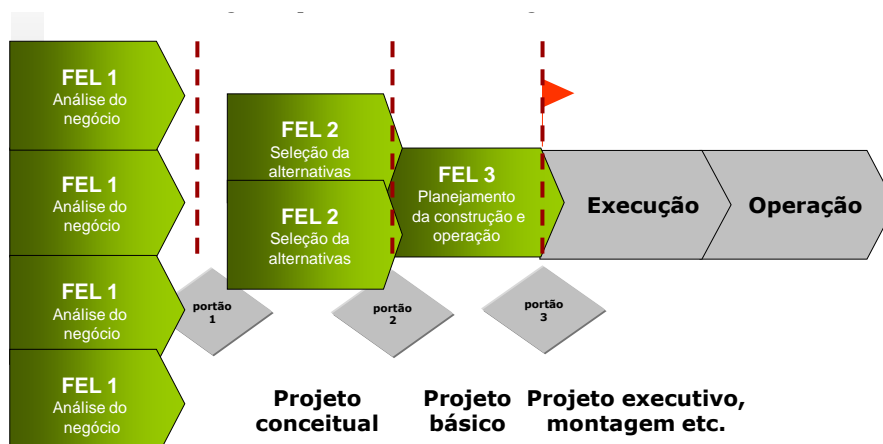 FEL 1
Análise do
negócio
FEL 1
Análise do
negócio
FEL 1
Análise do
negócio
FEL 1
Análise do
negócio
FEL 2
Seleção da
alternativas
FEL 2
Seleção da
alternativas
FEL 3
Planejamento
da construção e
operação
Execução
Operação
portão
1
portão
2
portão
3
Projeto
conceitual
Projeto
básico
Projeto executivo,
montagem etc.